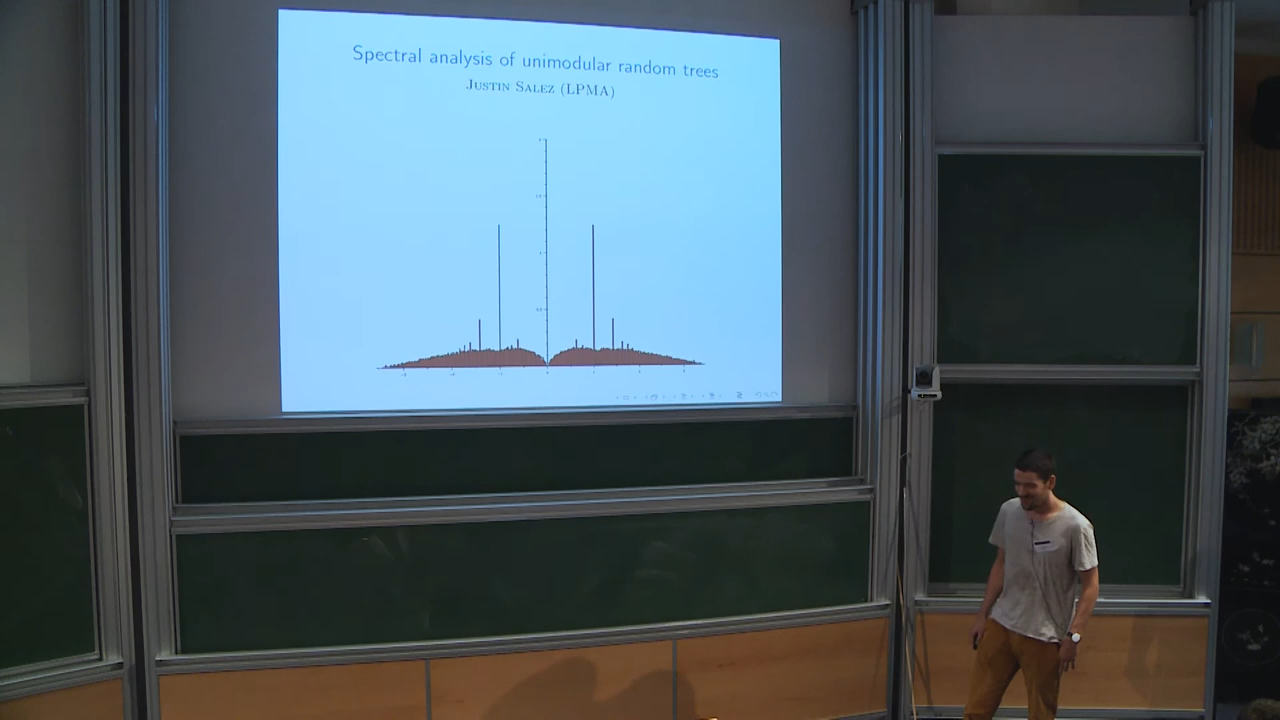 Spectral analysis of unimodular random trees
Justin Salez (LPMA)